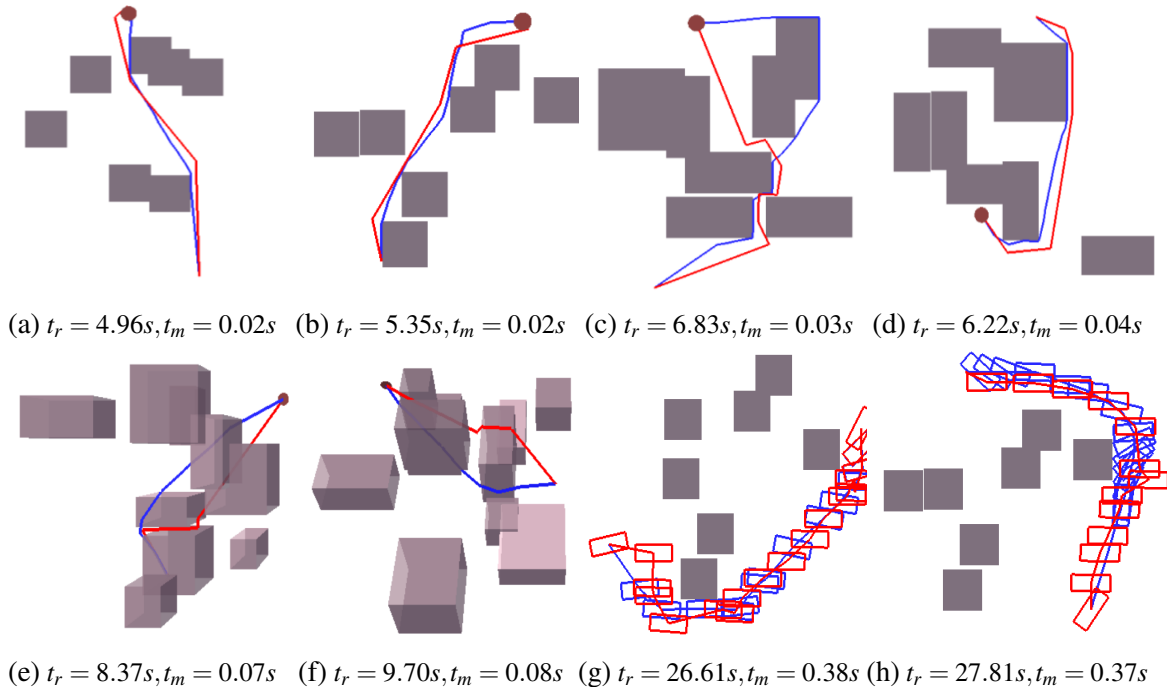 (a) t_r = 4.96s, t_m = 0.02s (b) t_r = 5.35s, t_m = 0.02s (c) t_r = 6.83s, t_m = 0.03s (d) t_r = 6.22s, t_m = 0.04s
(e) t_r = 8.37s, t_m = 0.07s (f) t_r = 9.70s, t_m = 0.08s (g) t_r = 26.61s, t_m = 0.38s (h) t_r = 27.81s, t_m = 0.37s